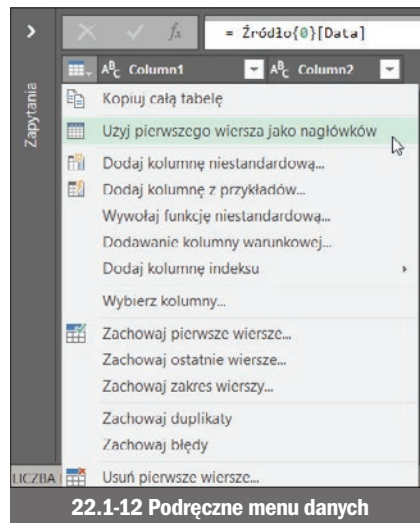 = Źródło{0}[Data]
Zapytania
ABC Column1 ABC Column2
Kopiuj całą tabelę
Użyj pierwszego wiersza jako nagłówków
Dodaj kolumnę niestandardową...
Dodaj kolumnę z przykładów...
Wywołaj funkcję niestandardową...
Dodawanie kolumny warunkowej...
Dodaj kolumnę indeksu
Wybierz kolumny...
Zachowaj pierwsze wiersze...
Zachowaj ostatnie wiersze...
Zachowaj zakres wierszy...
Zachowaj duplikaty
Zachowaj błędy
LICZBA
Usuń pierwsze wiersze...
22.1-12 Podręczne menu danych